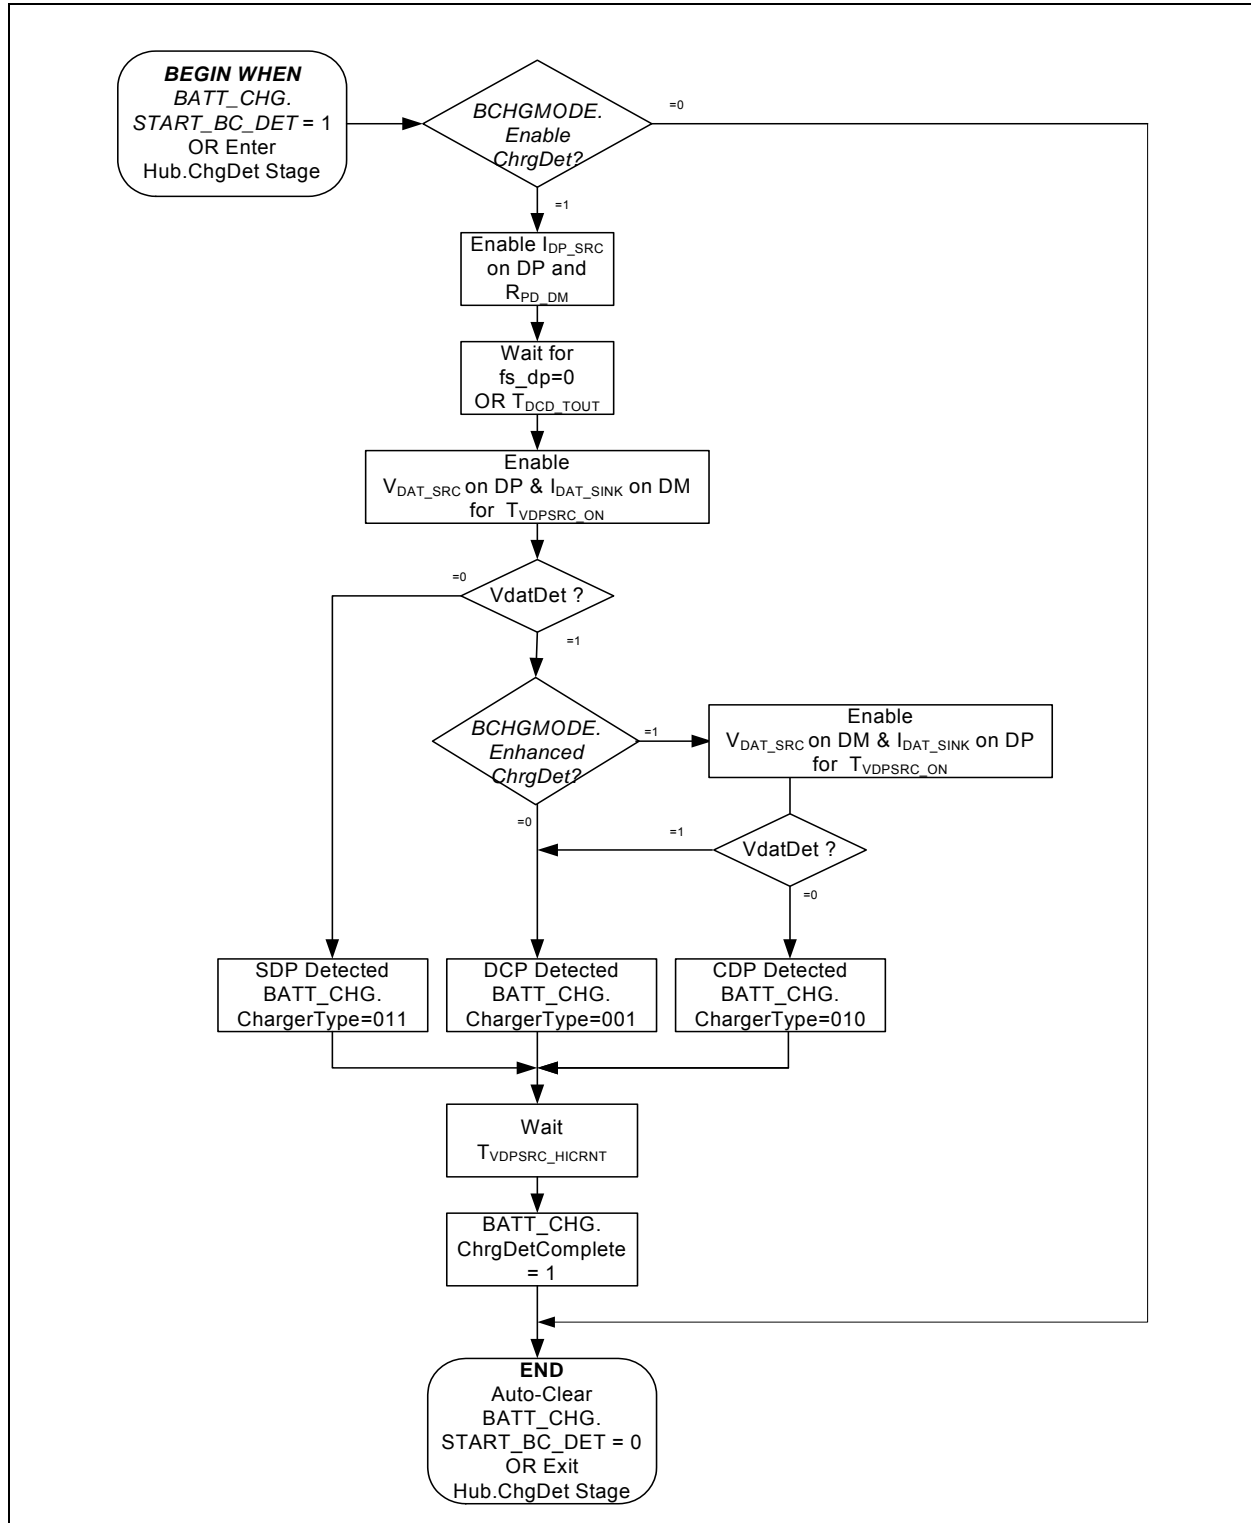 BEGIN WHEN
BATT_CHG.
START_BC_DET = 1
OR Enter
Hub.ChgDet Stage
BCHGMODE.
Enable
ChrgDet?
=0
=1
Enable IDP_SRC
on DP and
RPD_DM
Wait for
fs_dp=0
OR TDCD_TOUT
Enable
VDAT_SRC on DP & IDAT_SINK on DM
for TVDPSRC_ON
=0
VdatDet ?
=1
BCHGMODE.
Enhanced
ChrgDet?
=1
Enable
VDAT_SRC on DM & IDAT_SINK on DP
for TVDPSRC_ON
=0
=1
VdatDet ?
=0
SDP Detected
BATT_CHG.
ChargerType=011
DCP Detected
BATT_CHG.
ChargerType=001
CDP Detected
BATT_CHG.
ChargerType=010
Wait
TVDPSRC_HICRNT
BATT_CHG.
ChrgDetComplete
= 1
END
Auto-Clear
BATT_CHG.
START_BC_DET = 0
OR Exit
Hub.ChgDet Stage